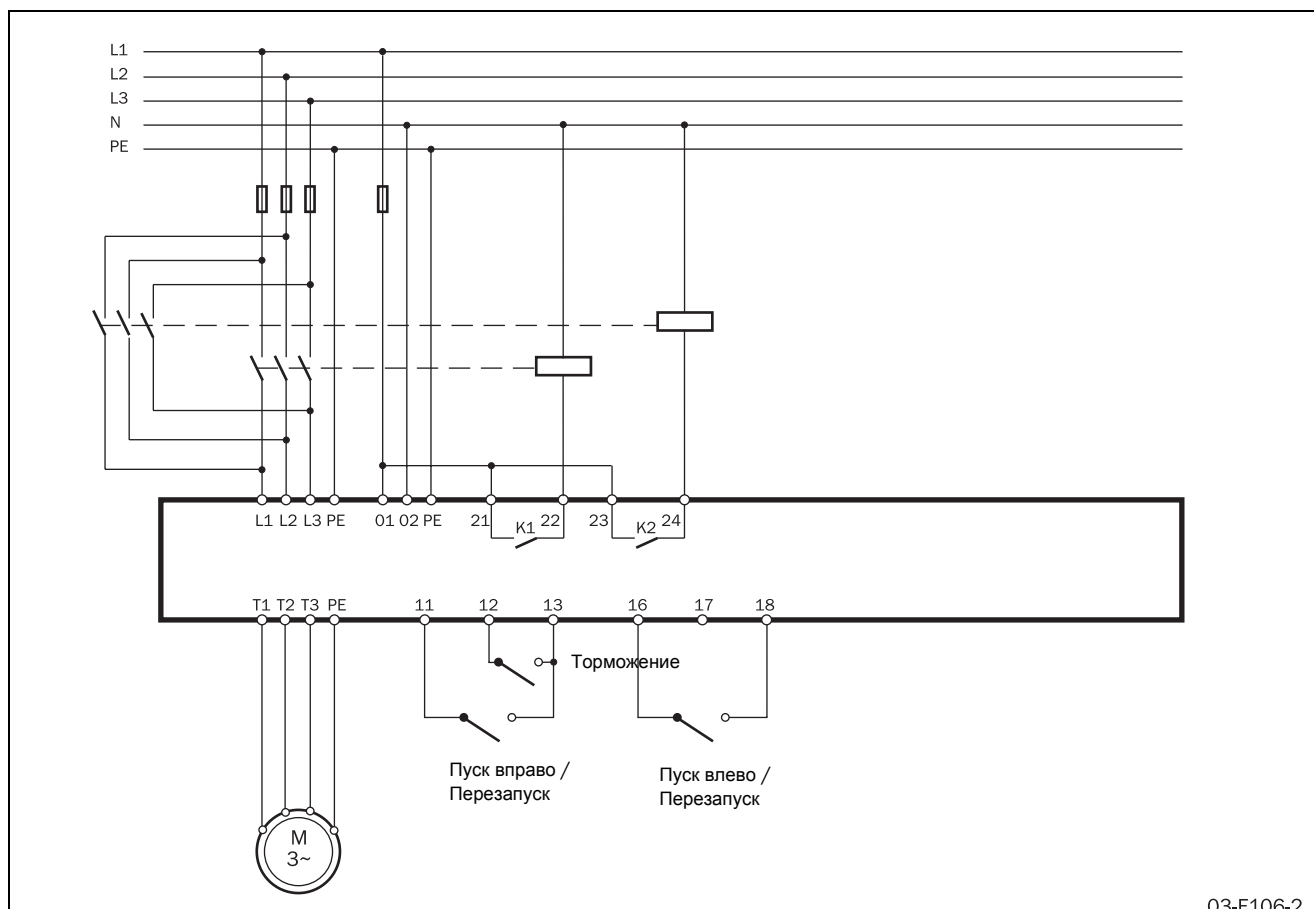 L1
L2
L3
N
PE
L1 L2 L3 PE 01 02 PE 21 K1 22 23 K2 24
T1 T2 T3 PE 11 12 13 16 17 18
Торможение
Пуск вправо /
Перезапуск
Пуск влево /
Перезапуск
M
3~
03-F106-2